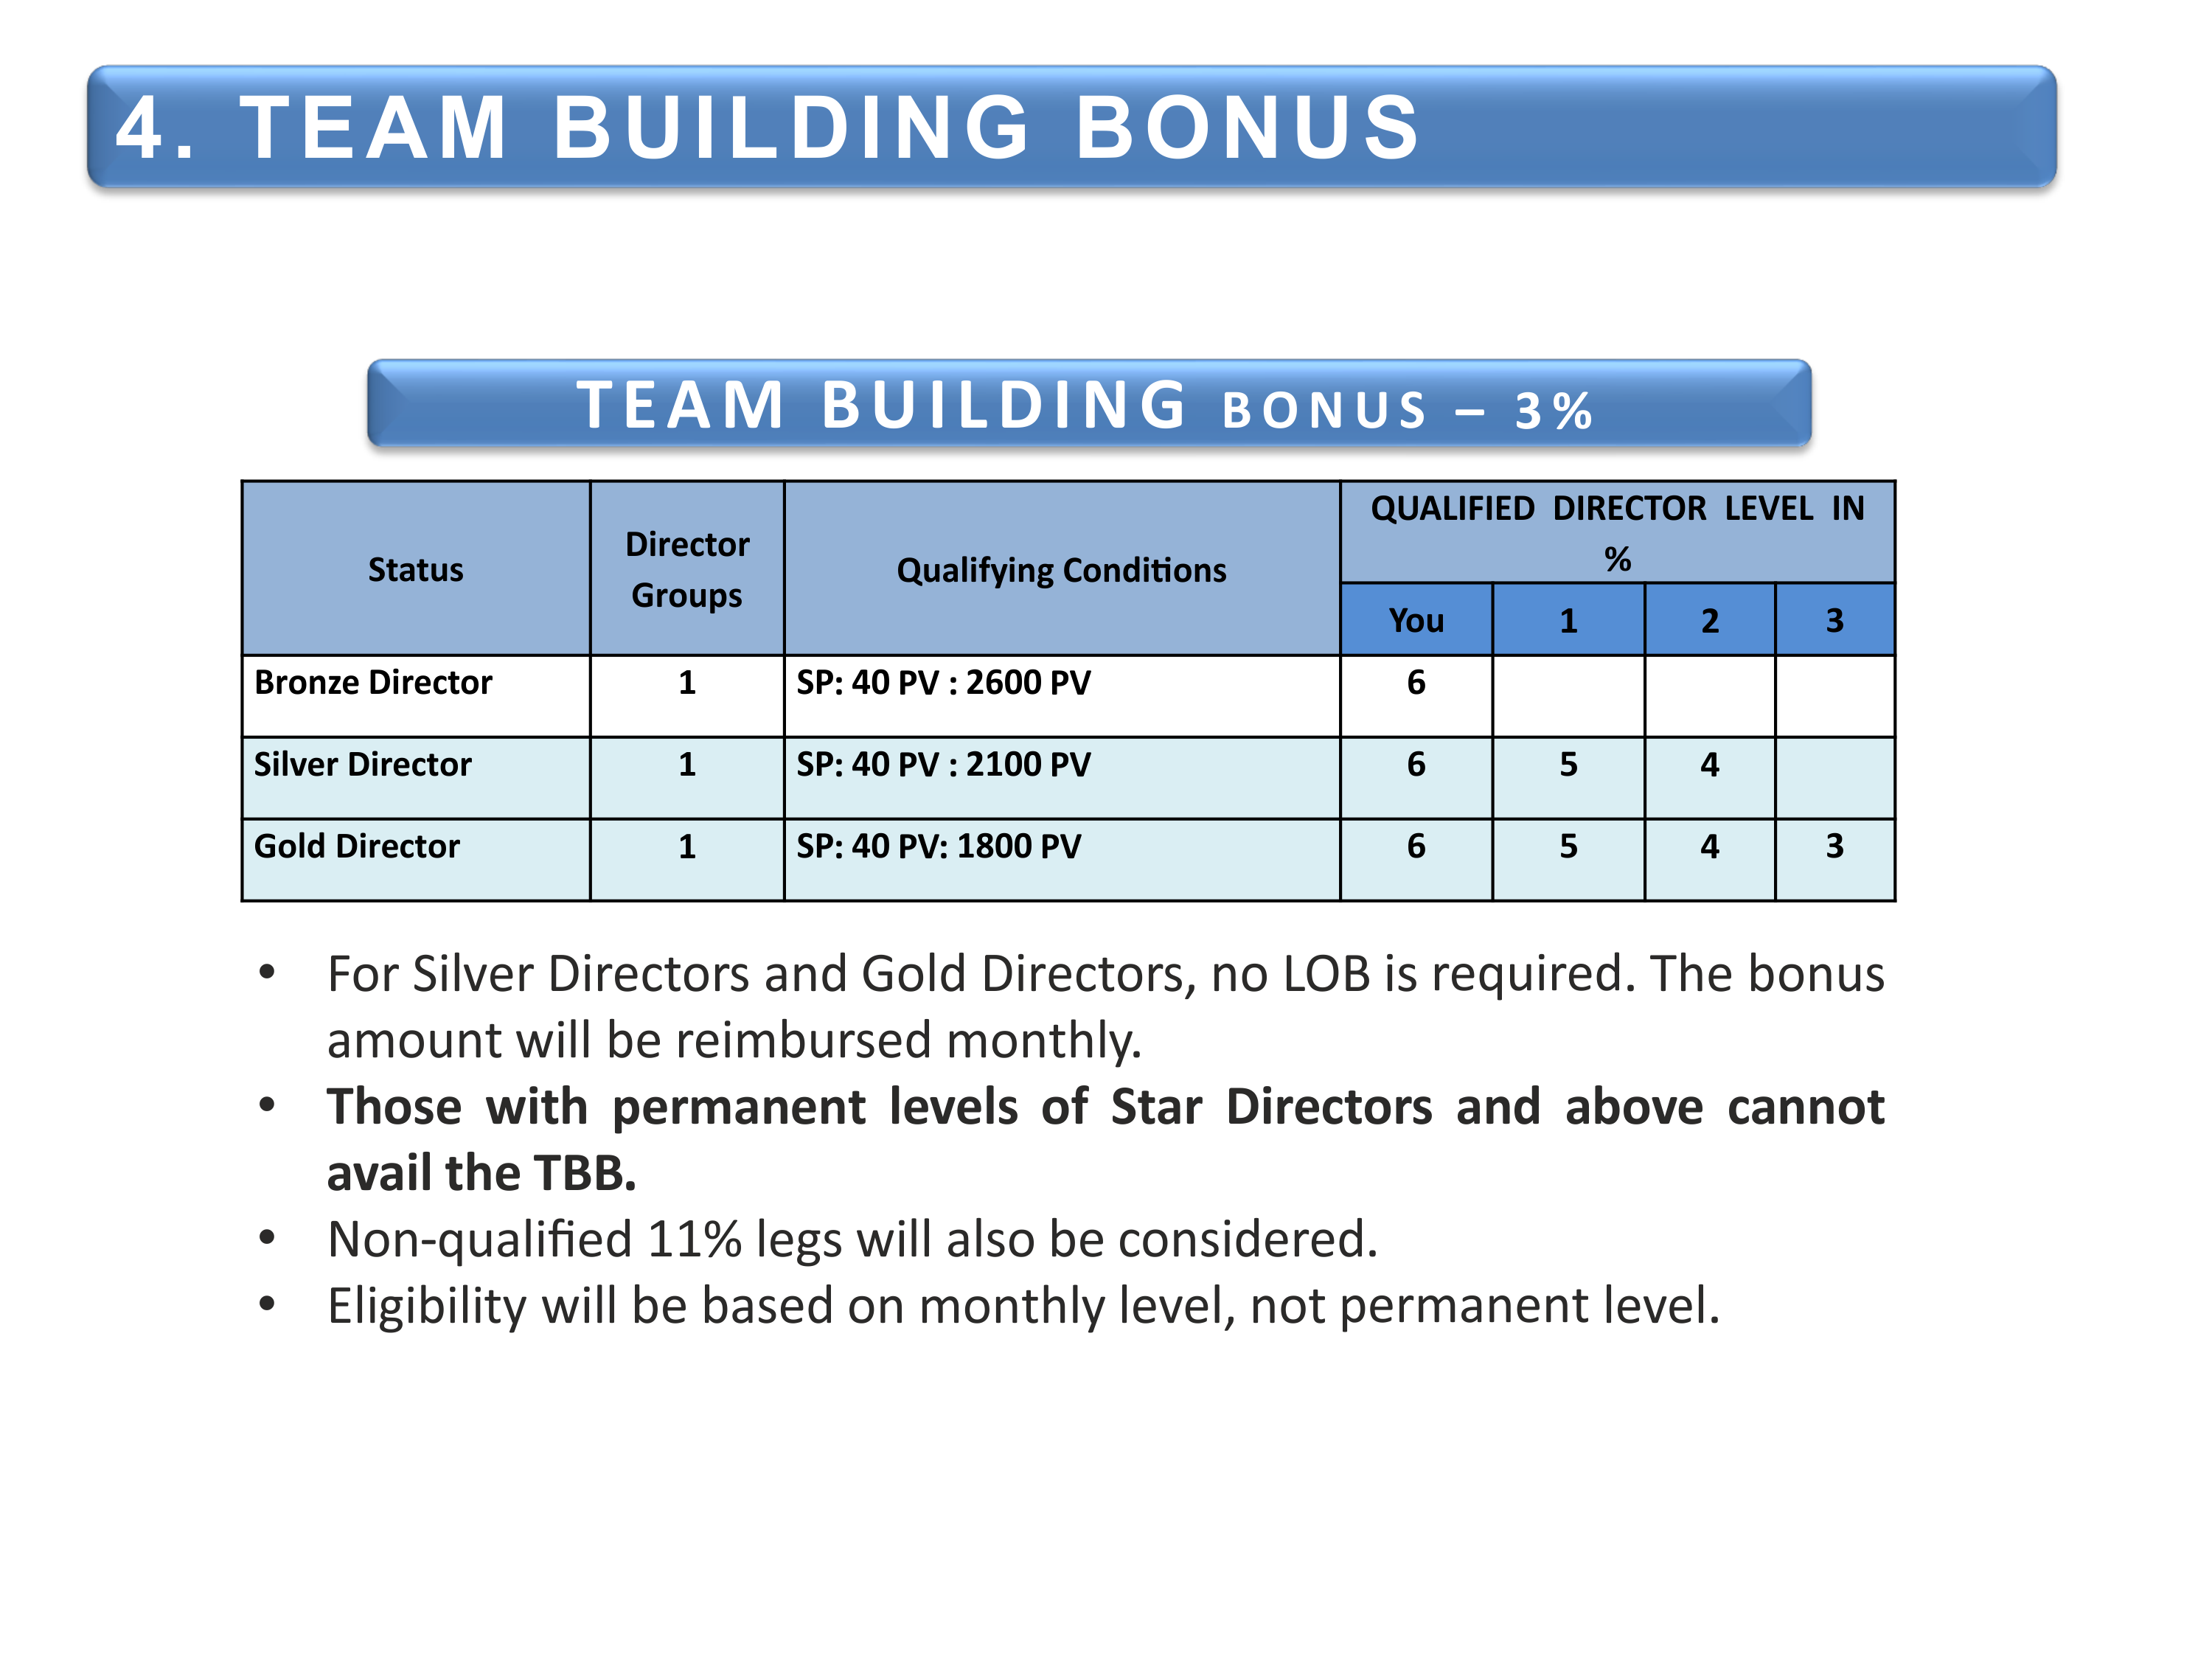 4. TEAM BUILDING BONUS
TEAM BUILDING BONUS – 3%
Status
Director
Groups
Qualifying Conditions
QUALIFIED DIRECTOR LEVEL IN
%
You 1 2 3
Bronze Director 1 SP: 40 PV : 2600 PV 6
Silver Director 1 SP: 40 PV : 2100 PV 6 5 4
Gold Director 1 SP: 40 PV: 1800 PV 6 5 4 3
• For Silver Directors and Gold Directors, no LOB is required. The bonus
amount will be reimbursed monthly.
• Those with permanent levels of Star Directors and above cannot
avail the TBB.
• Non-qualified 11% legs will also be considered.
• Eligibility will be based on monthly level, not permanent level.